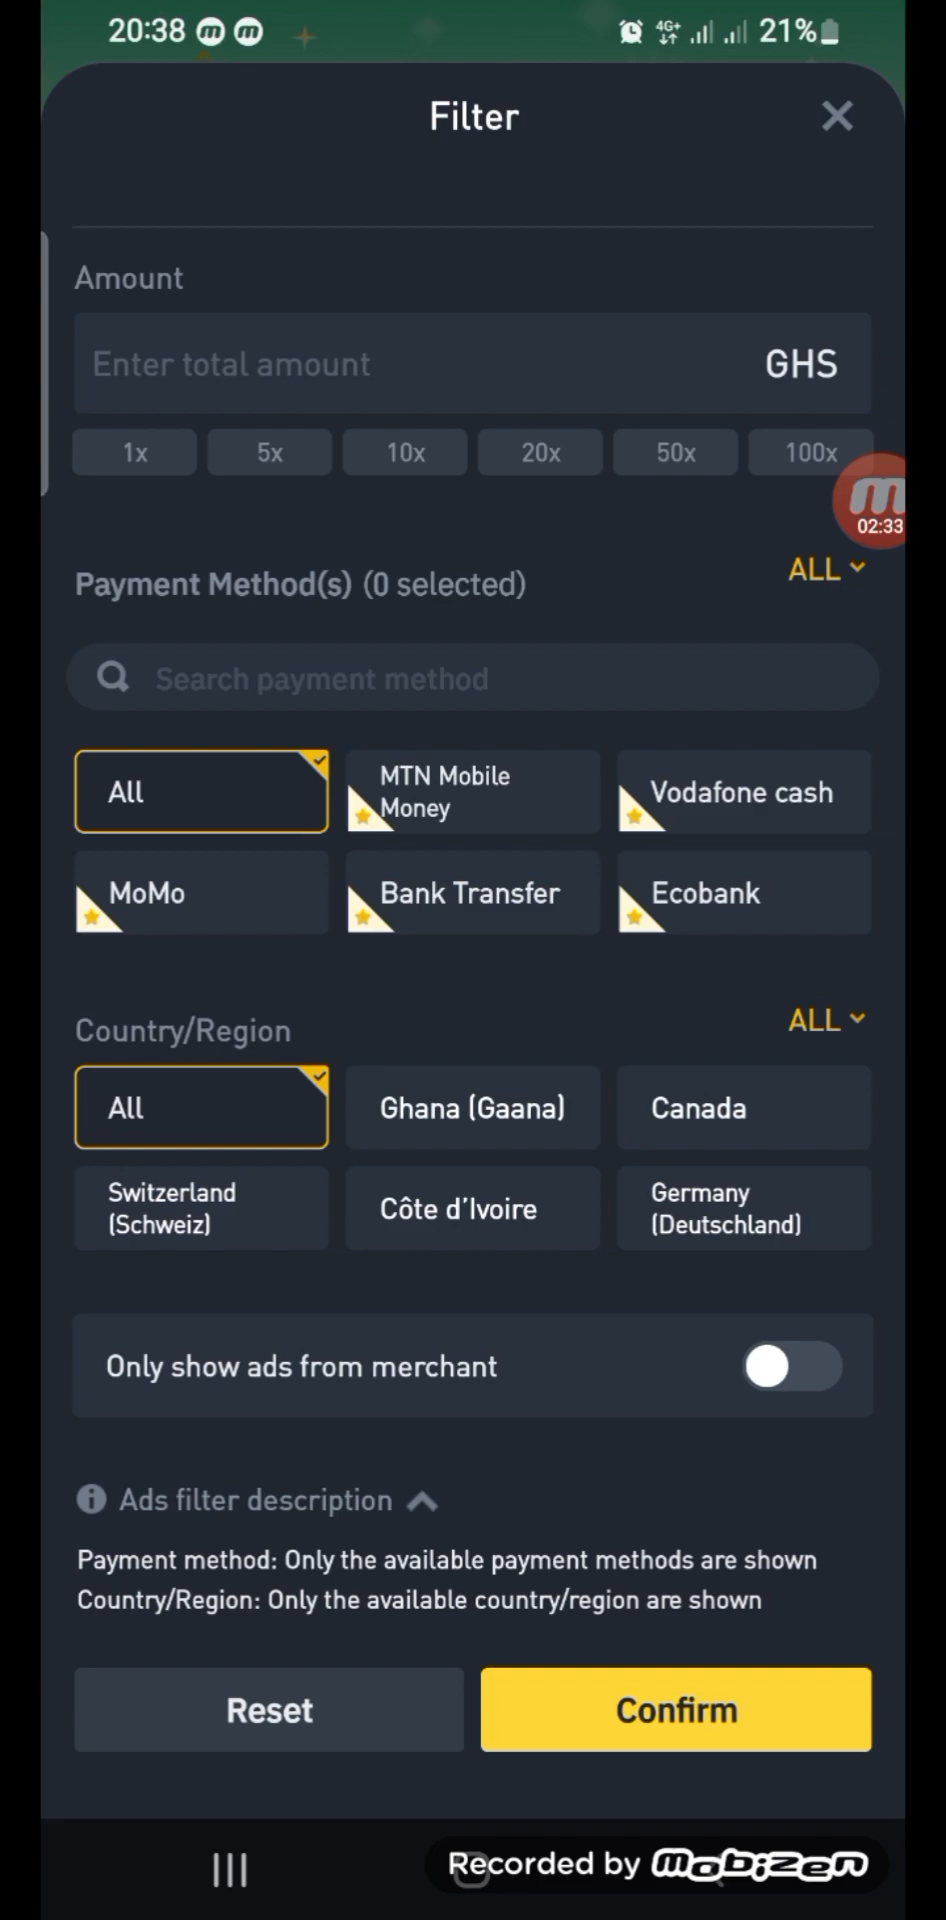 20:38 21%
4G+
Filter
Amount
Enter total amount GHS
1x 5x 10x 20x 50x 100x
02:33
Payment Method(s) (0 selected) ALL
Search payment method
All MTN Mobile Money Vodafone cash
MoMo Bank Transfer Ecobank
Country/Region ALL
All Ghana (Gaana) Canada
Switzerland (Schweiz) Côte d'Ivoire Germany (Deutschland)
Only show ads from merchant
Ads filter description
Payment method: Only the available payment methods are shown
Country/Region: Only the available country/region are shown
Reset Confirm
Recorded by mobizen